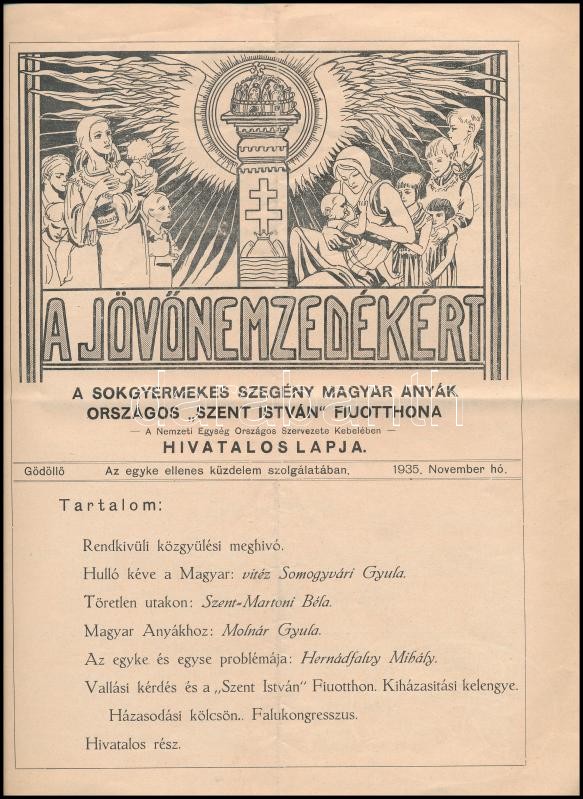 A JÖVŐNEMZEDÉKÉRT
A SOKGYERMEKES SZEGÉNY MAGYAR ANYÁK
ORSZÁGOS „SZENT ISTVÁN" FIUOTTHONA
— A Nemzeti Egység Országos Szervezete Kebelében —
HIVATALOS LAPJA.
Gödöllő Az egyke ellenes küzdelem szolgálatában. 1935. November hó.
Tartalom:
Rendkivüli közgyülési meghivó.
Hulló kéve a Magyar: vitéz Somogyvári Gyula.
Töretlen utakon: Szent-Martoni Béla.
Magyar Anyákhoz: Molnár Gyula.
Az egyke és egyse problémája: Hernádfalvy Mihály.
Vallási kérdés és a „Szent István" Fiuotthon. Kiházasitási kelengye.
Házasodási kölcsön.. Falukongresszus.
Hivatalos rész.
darabanth